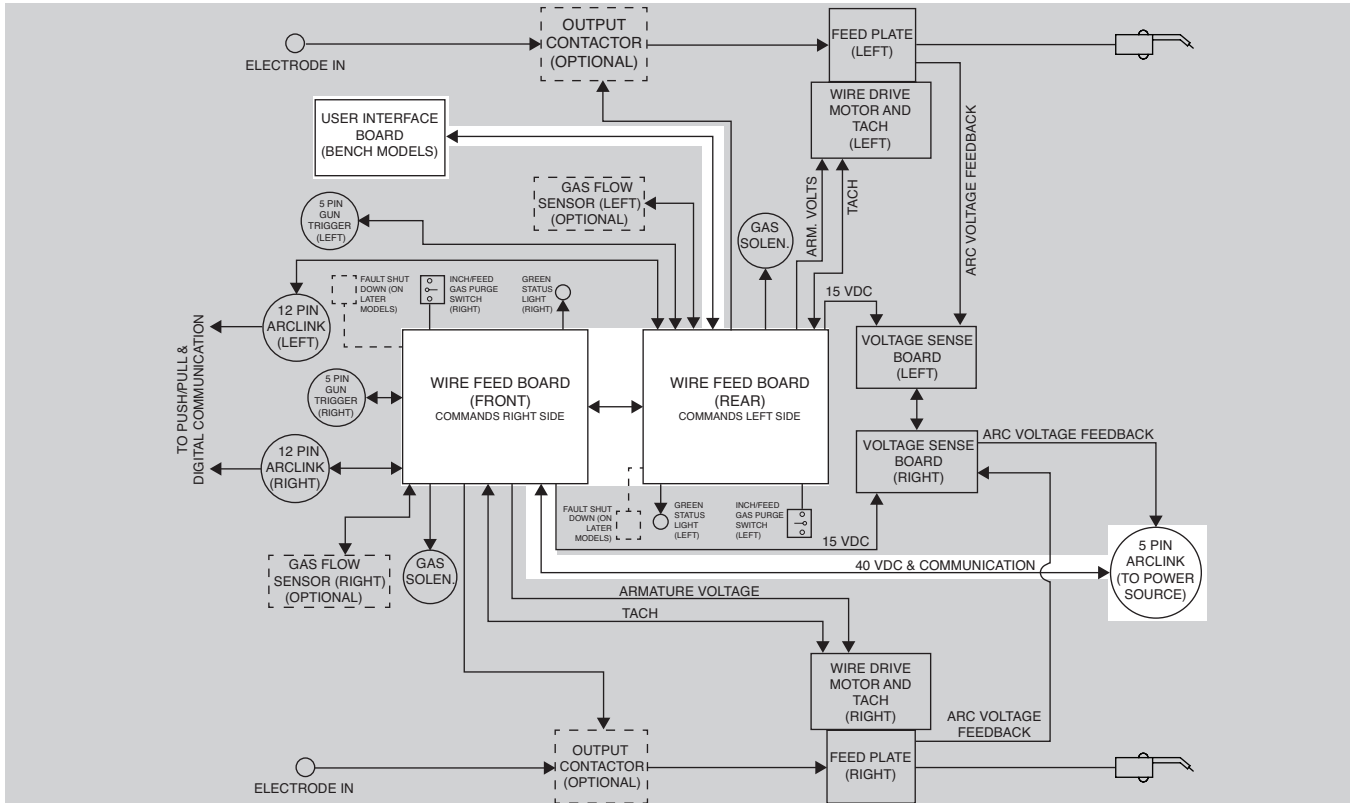 OUTPUT
CONTACTOR
(OPTIONAL)
FEED PLATE
(LEFT)
ELECTRODE IN
WIRE DRIVE
MOTOR AND
TACH
(LEFT)
USER INTERFACE
BOARD
(BENCH MODELS)
ARC VOLTAGE FEEDBACK
GAS FLOW
SENSOR (LEFT)
(OPTIONAL)
ARM. VOLTS
TACH
5 PIN
GUN
TRIGGER
(LEFT)
GAS
SOLEN.
FAULT SHUT
DOWN (ON
LATER
MODELS)
INCH/FEED
GAS PURGE
SWITCH
(RIGHT)
GREEN
STATUS
LIGHT
(RIGHT)
15 VDC
12 PIN
ARCLINK
(LEFT)
TO PUSH/PULL &
DIGITAL COMMUNICATION
VOLTAGE SENSE
BOARD
(LEFT)
WIRE FEED BOARD
(FRONT)
COMMANDS RIGHT SIDE
WIRE FEED BOARD
(REAR)
COMMANDS LEFT SIDE
5 PIN
GUN
TRIGGER
(RIGHT)
VOLTAGE SENSE
BOARD
(RIGHT)
ARC VOLTAGE FEEDBACK
12 PIN
ARCLINK
(RIGHT)
FAULT SHUT
DOWN (ON
LATER
MODELS)
GREEN
STATUS
LIGHT
(LEFT)
INCH/FEED
GAS PURGE
SWITCH
(LEFT)
15 VDC
GAS FLOW
SENSOR (RIGHT)
(OPTIONAL)
GAS
SOLEN.
40 VDC & COMMUNICATION
5 PIN
ARCLINK
(TO POWER
SOURCE)
ARMATURE VOLTAGE
TACH
WIRE DRIVE
MOTOR AND
TACH
(RIGHT)
ARC VOLTAGE
FEEDBACK
OUTPUT
CONTACTOR
(OPTIONAL)
FEED PLATE
(RIGHT)
ELECTRODE IN